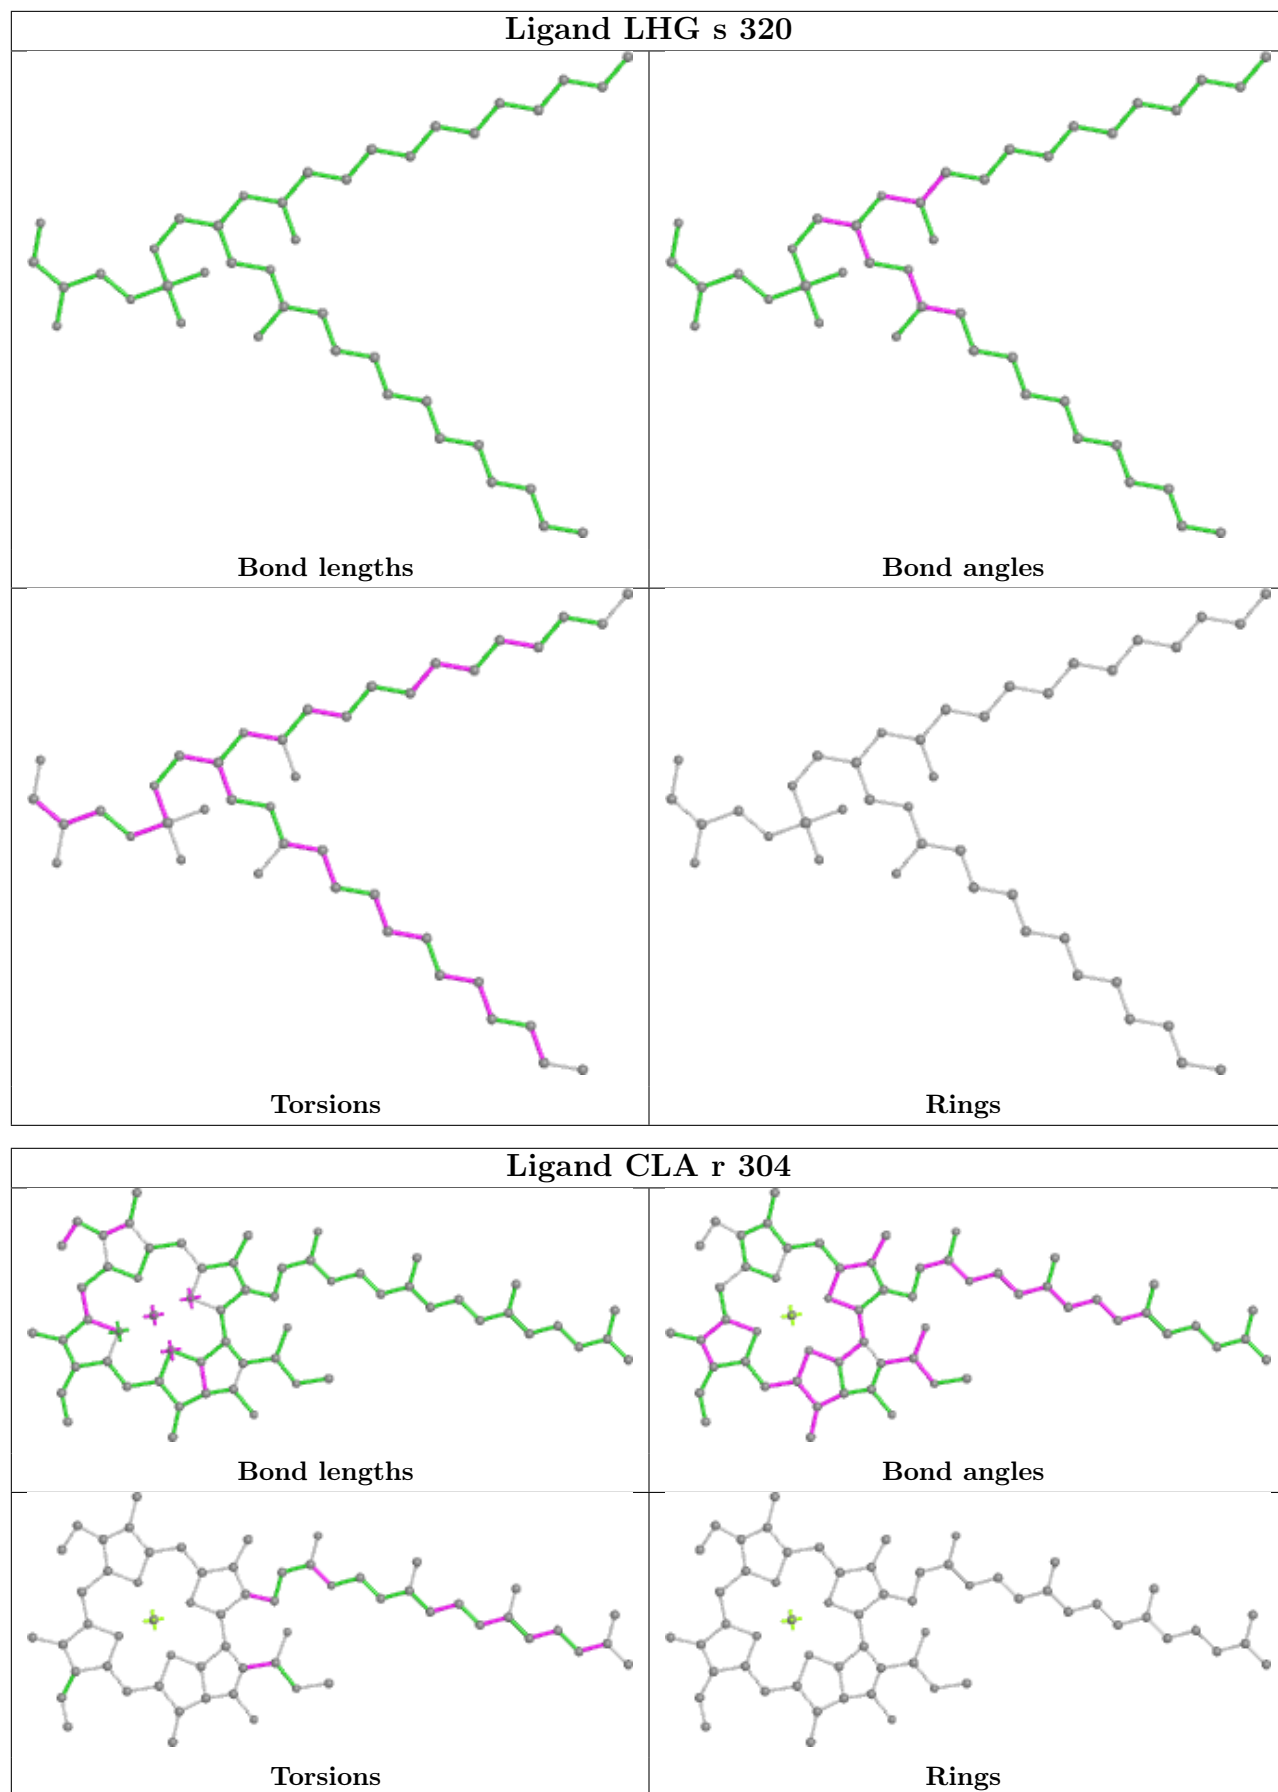 Ligand LHG s 320
Bond lengths
Bond angles
Torsions
Rings
Ligand CLA r 304
Bond lengths
Bond angles
Torsions
Rings